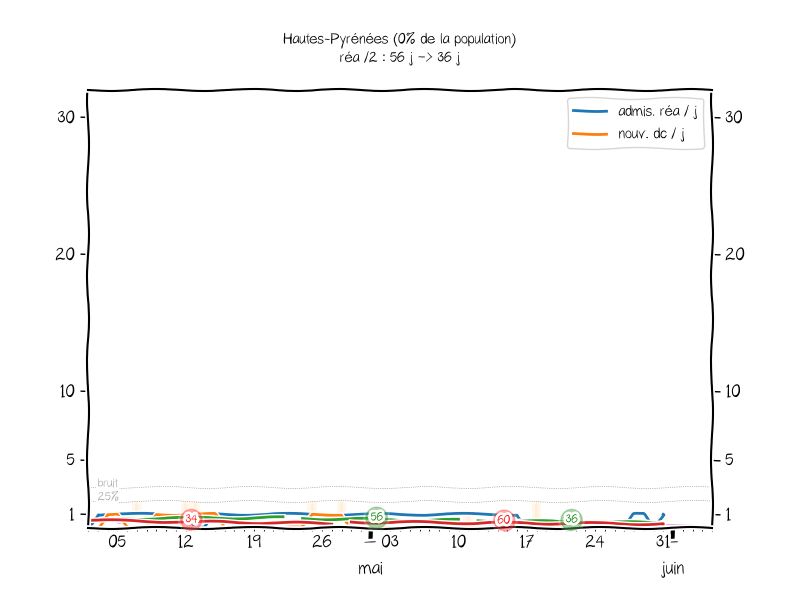 Hautes-Pyrénées (0% de la population)
réa /2 : 56 j -> 36 j
admis. réa / j
nouv. dc / j
30
30
20
20
10
10
5
5
bruit
25%
1
1
34
56
60
36
05 12 19 26 03 10 17 24 31
mai juin